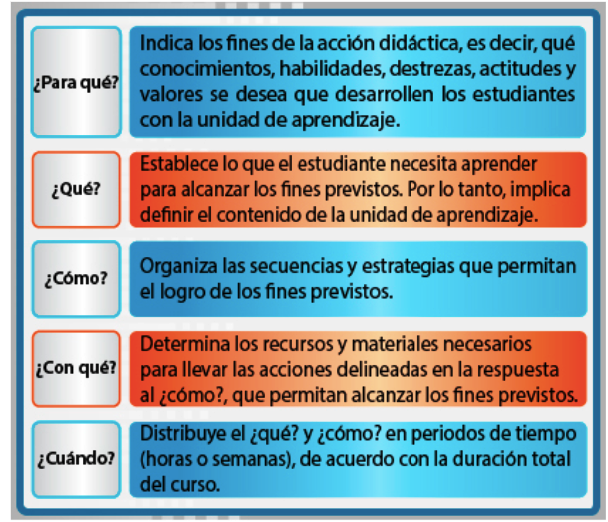 ¿Para qué?
Indica los fines de la acción didáctica, es decir, qué
conocimientos, habilidades, destrezas, actitudes y
valores se desea que desarrollen los estudiantes
con la unidad de aprendizaje.
¿Qué?
Establece lo que el estudiante necesita aprender
para alcanzar los fines previstos. Por lo tanto, implica
definir el contenido de la unidad de aprendizaje.
¿Cómo?
Organiza las secuencias y estrategias que permitan
el logro de los fines previstos.
¿Con qué?
Determina los recursos y materiales necesarios
para llevar las acciones delineadas en la respuesta
al ¿cómo?, que permitan alcanzar los fines previstos.
¿Cuándo?
Distribuye el ¿qué? y ¿cómo? en periodos de tiempo
(horas o semanas), de acuerdo con la duración total
del curso.